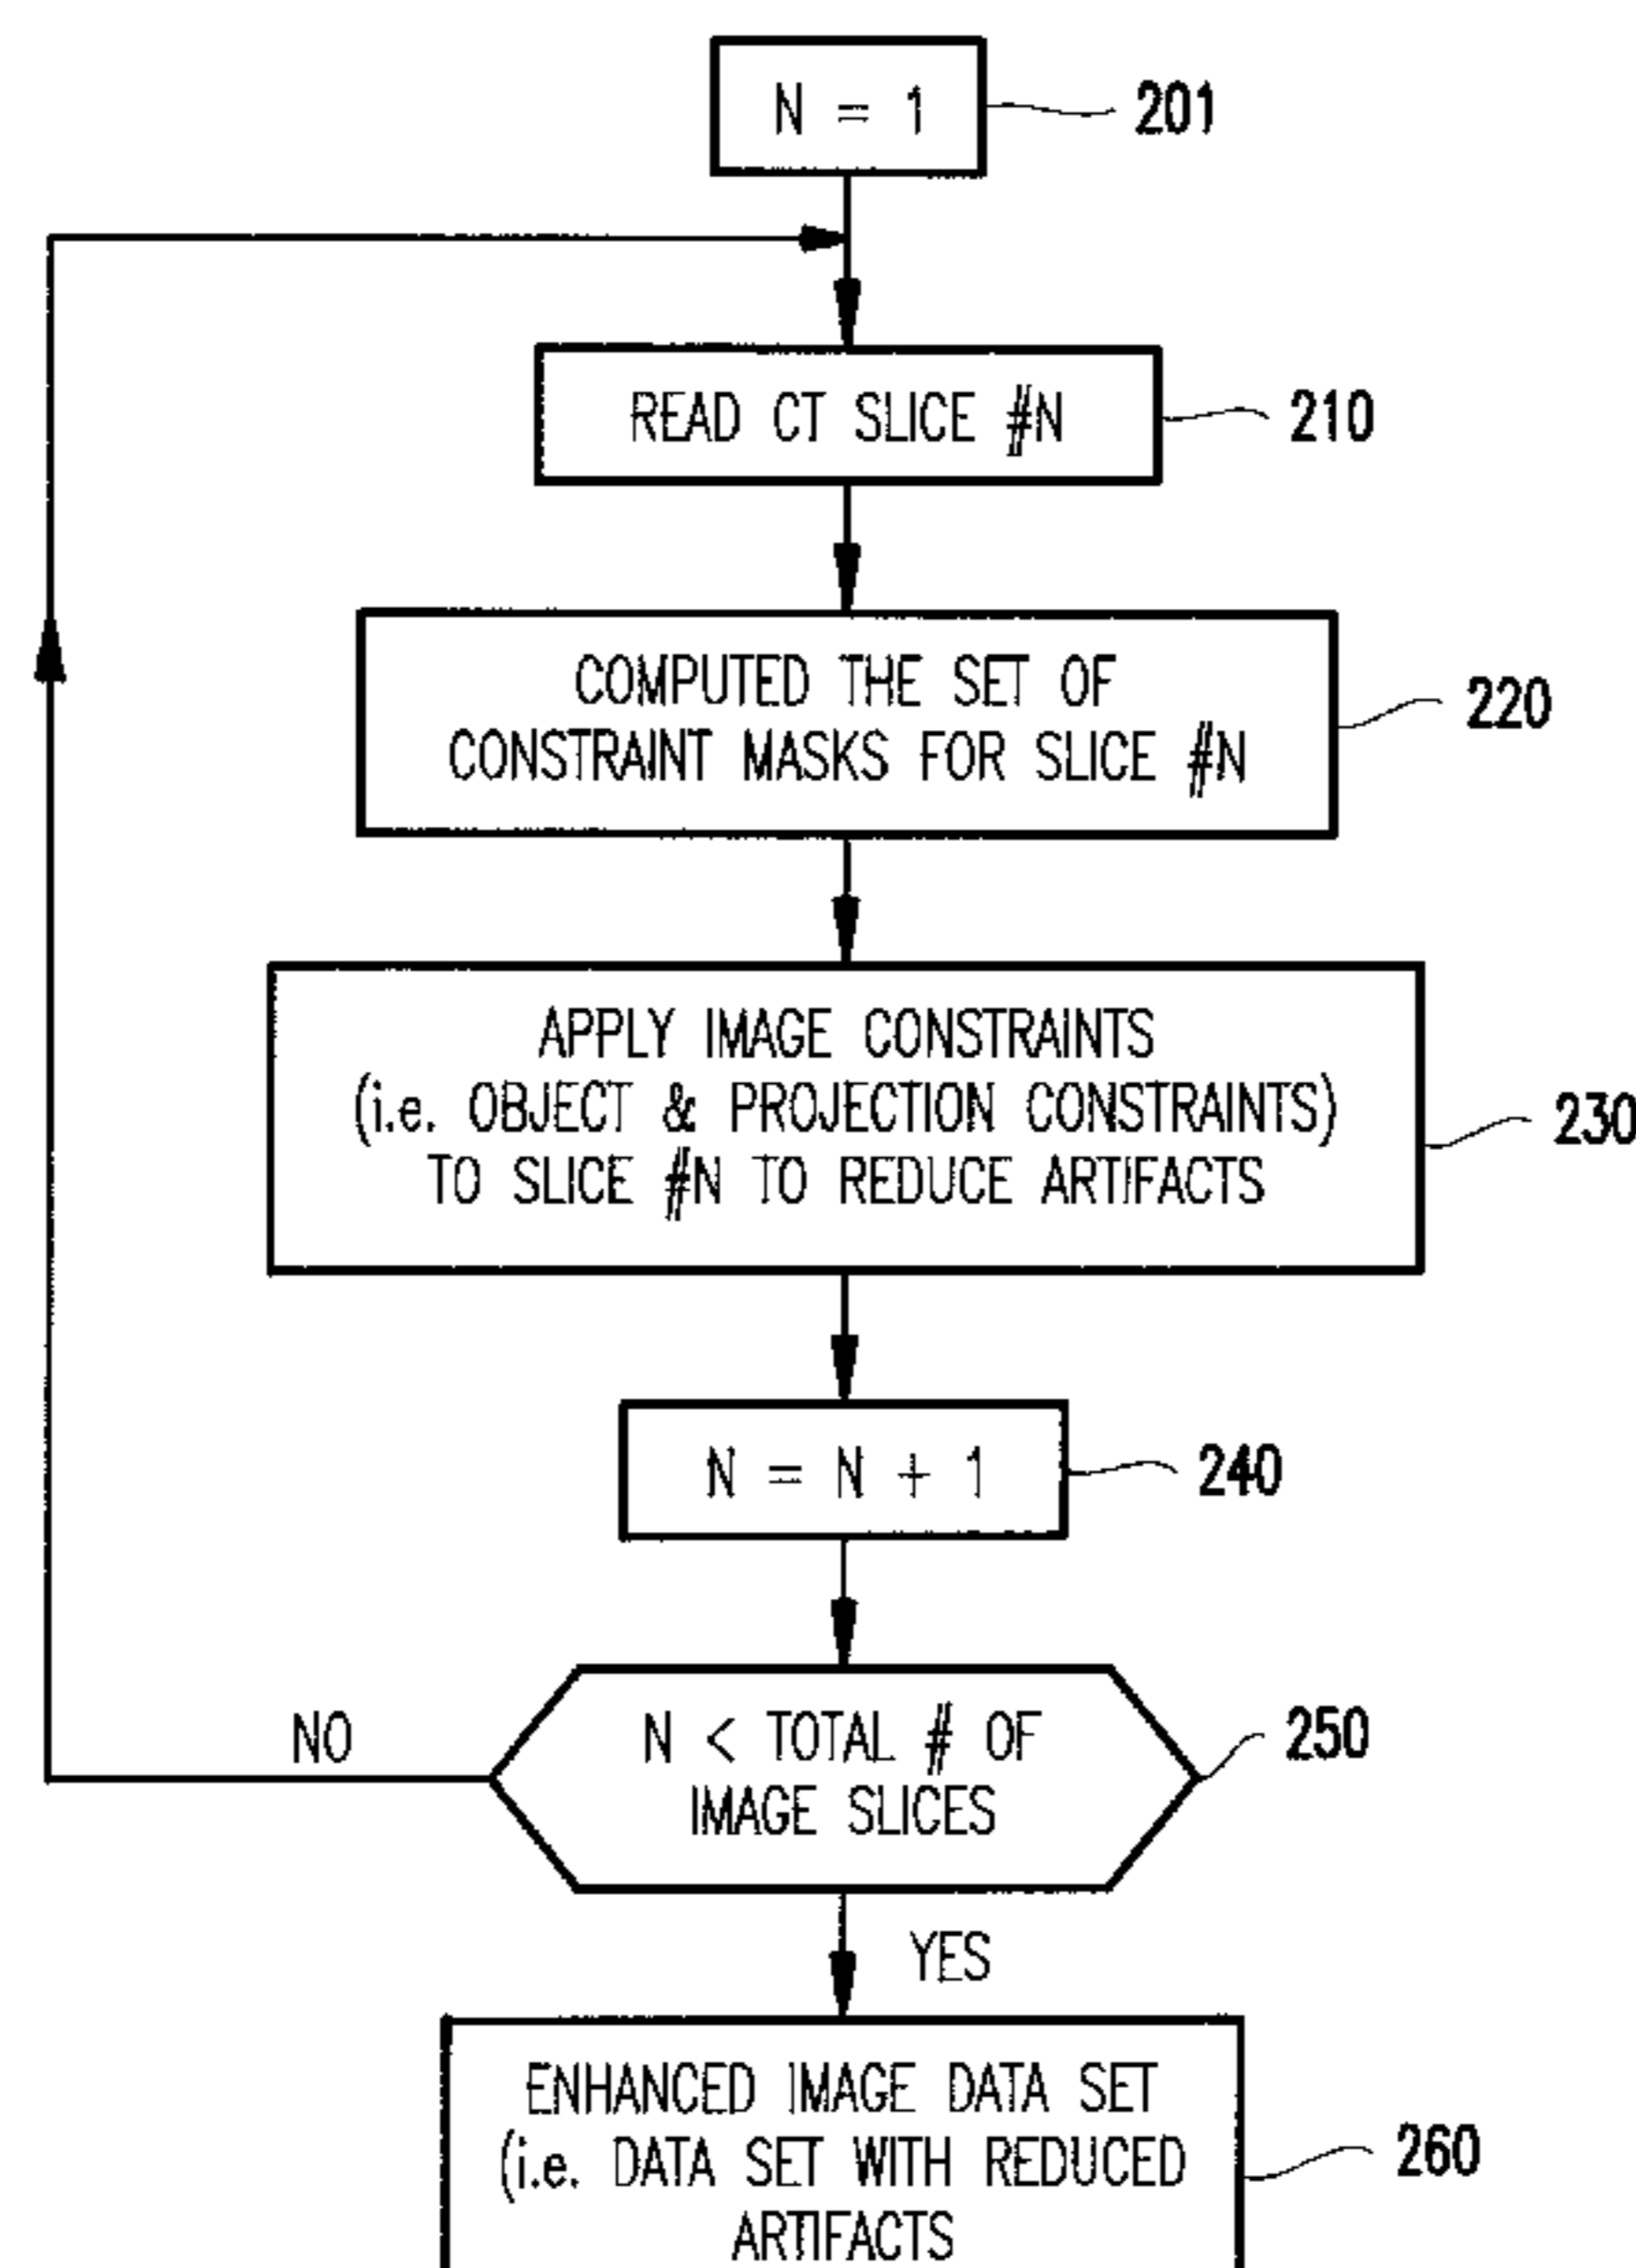 N = 1
201
READ CT SLICE #N
210
COMPUTED THE SET OF
CONSTRAINT MASKS FOR SLICE #N
220
APPLY IMAGE CONSTRAINTS
(i.e. OBJECT & PROJECTION CONSTRAINTS)
TO SLICE #N TO REDUCE ARTIFACTS
230
N = N + 1
240
N < TOTAL # OF
IMAGE SLICES
250
NO
YES
ENHANCED IMAGE DATA SET
(i.e. DATA SET WITH REDUCED
ARTIFACTS
260